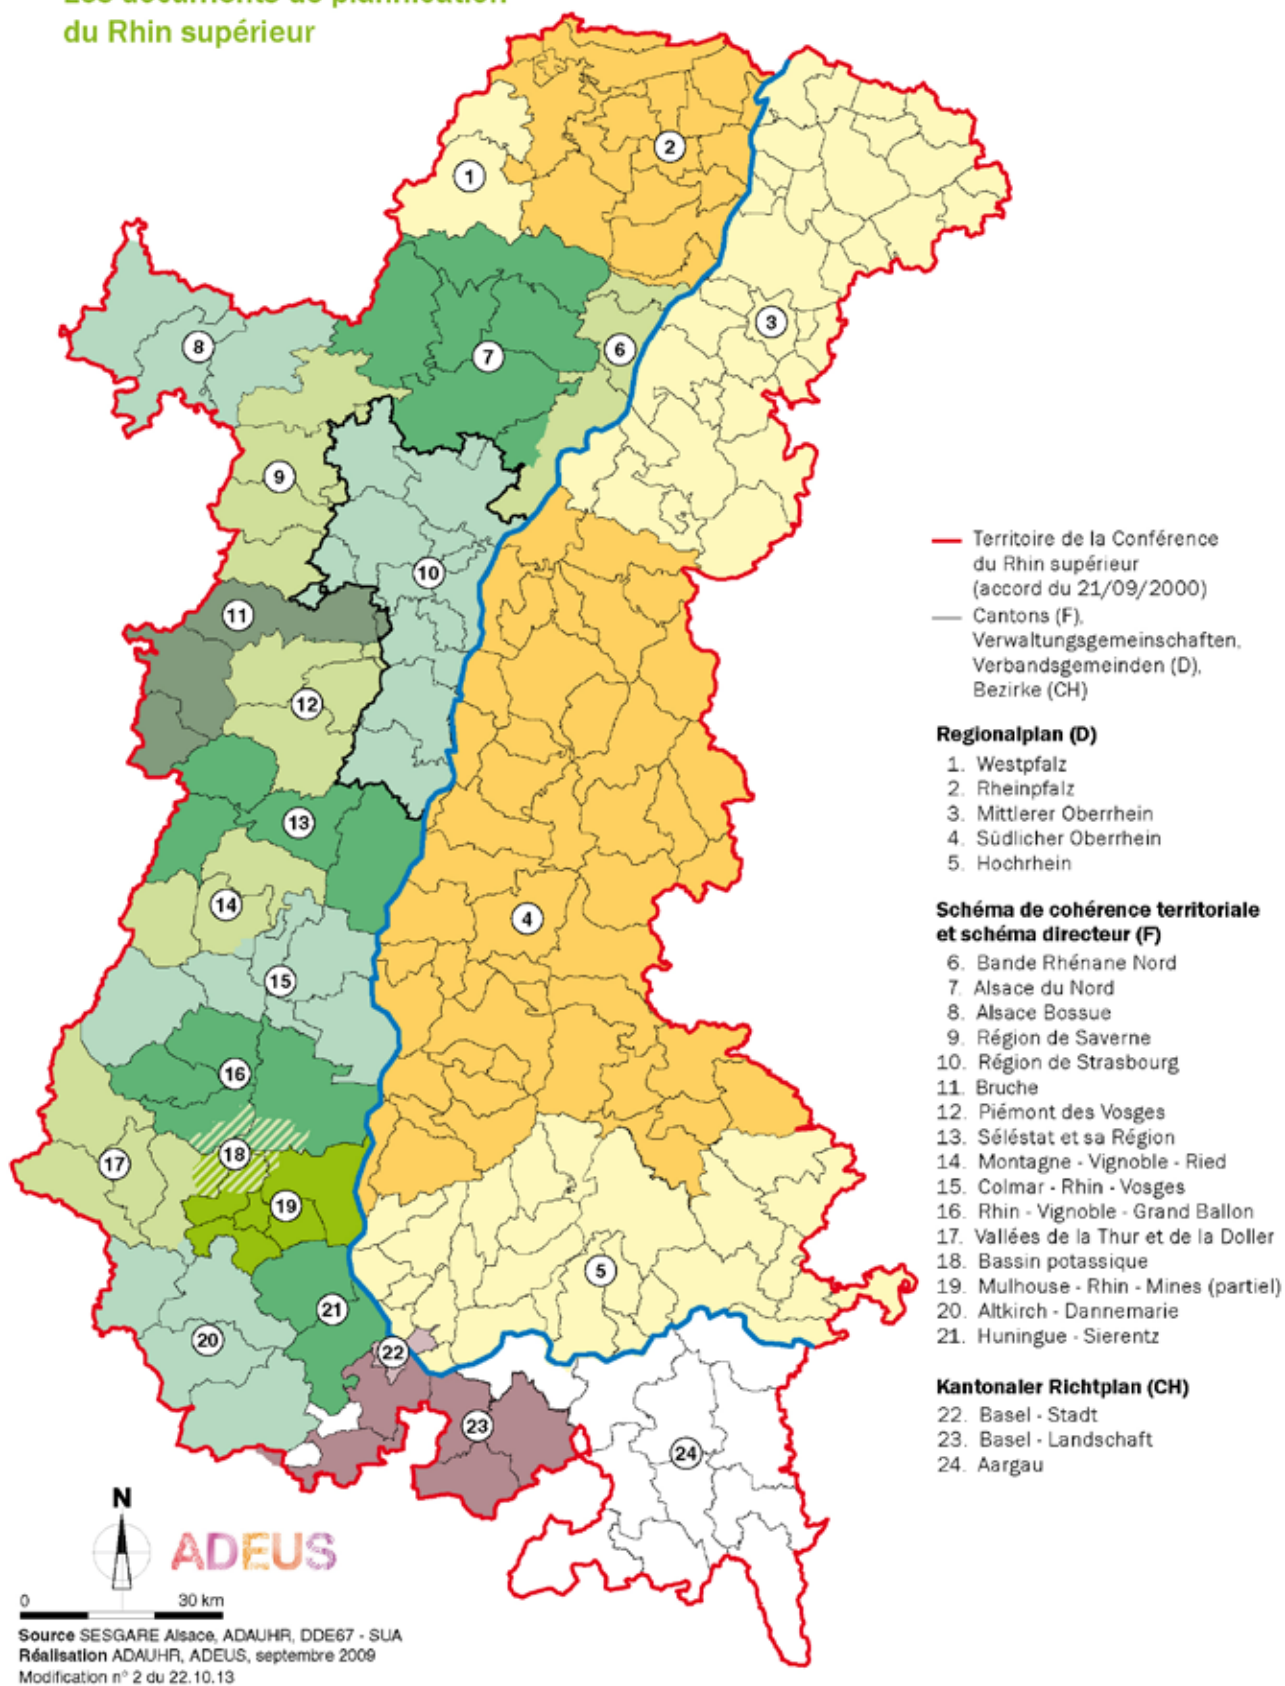 Les documents de planification
du Rhin supérieur
1
2
3
8
7
6
9
10
11
12
13
14
4
15
16
18
17
19
5
21
20
22
23
24
Territoire de la Conférence
du Rhin supérieur
(accord du 21/09/2000)
Cantons (F),
Verwaltungsgemeinschaften,
Verbandsgemeinden (D),
Bezirke (CH)
Regionalplan (D)
1. Westpfalz
2. Rheinpfalz
3. Mittlerer Oberrhein
4. Südlicher Oberrhein
5. Hochrhein
Schéma de cohérence territoriale
et schéma directeur (F)
6. Bande Rhénane Nord
7. Alsace du Nord
8. Alsace Bossue
9. Région de Saverne
10. Région de Strasbourg
11. Bruche
12. Piémont des Vosges
13. Séléstat et sa Région
14. Montagne - Vignoble - Ried
15. Colmar - Rhin - Vosges
16. Rhin - Vignoble - Grand Ballon
17. Vallées de la Thur et de la Doller
18. Bassin potassique
19. Mulhouse - Rhin - Mines (partiel)
20. Altkirch - Dannemarie
21. Huningue - Sierentz
Kantonaler Richtplan (CH)
22. Basel - Stadt
23. Basel - Landschaft
24. Aargau
N
ADEUS
0 30 km
Source SESGARE Alsace, ADAUHR, DDE67 - SUA
Réalisation ADAUHR, ADEUS, septembre 2009
Modification n° 2 du 22.10.13